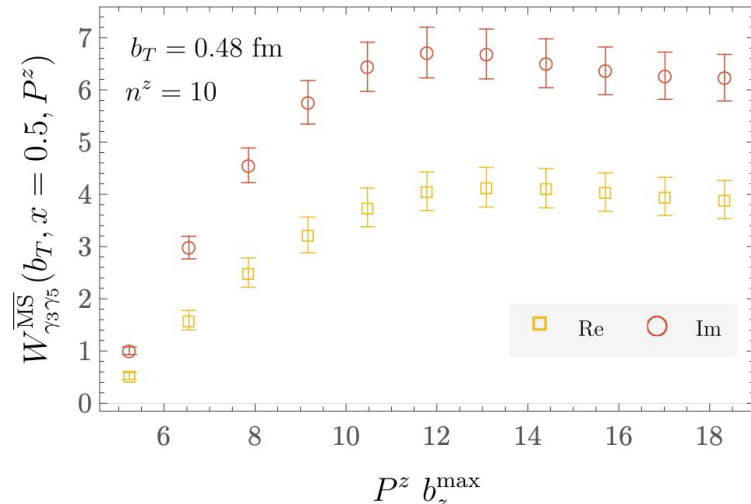 7
6
5
4
3
2
1
0
b_T = 0.48 fm
n^z = 10
W^{\overline{MS}}_{γ_3γ_5}(b_T, x = 0.5, P^z)
Re Im
6 8 10 12 14 16 18
P^z b_z^{max}